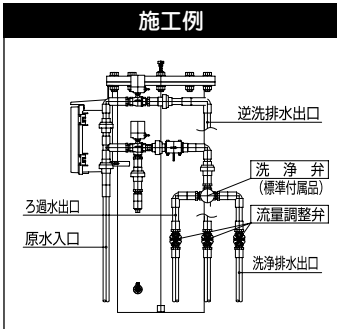 施工例
逆洗排水出口
洗浄弁
(標準付属品)
ろ過水出口
流量調整弁
原水入口
洗浄排水出口